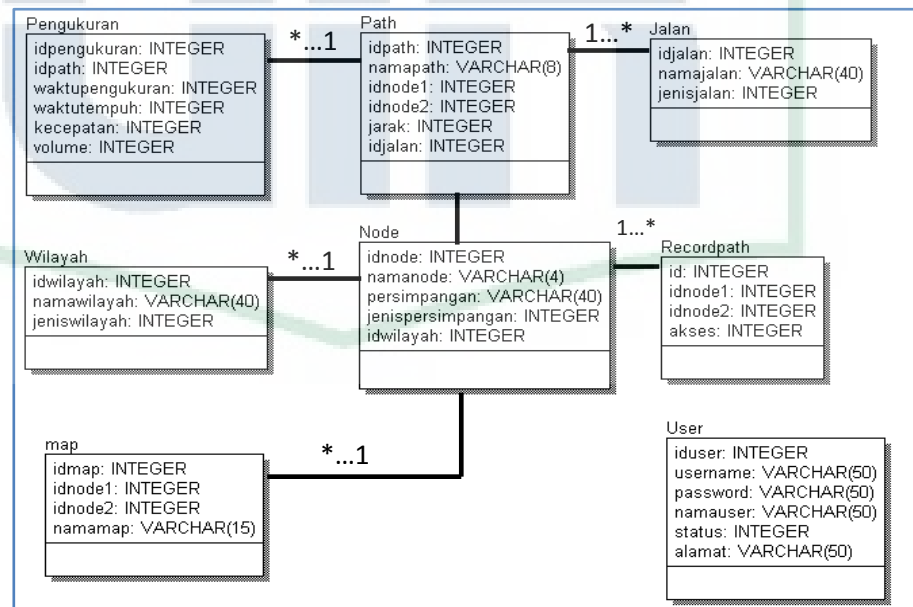 Pengukuran
idpengukuran: INTEGER
idpath: INTEGER
waktupengukuran: INTEGER
waktutempuh: INTEGER
kecepatan: INTEGER
volume: INTEGER
*...1
Path
idpath: INTEGER
namapath: VARCHAR(8)
idnode1: INTEGER
idnode2: INTEGER
jarak: INTEGER
idjalan: INTEGER
1...*
Jalan
idjalan: INTEGER
namajalan: VARCHAR(40)
jenisjalan: INTEGER
Wilayah
idwilayah: INTEGER
namawilayah: VARCHAR(40)
jeniswilayah: INTEGER
*...1
Node
idnode: INTEGER
namanode: VARCHAR(4)
persimpangan: VARCHAR(40)
jenispersimpangan: INTEGER
idwilayah: INTEGER
1...*
Recordpath
id: INTEGER
idnode1: INTEGER
idnode2: INTEGER
akses: INTEGER
map
idmap: INTEGER
idnode1: INTEGER
idnode2: INTEGER
namamap: VARCHAR(15)
*...1
User
iduser: INTEGER
username: VARCHAR(50)
password: VARCHAR(50)
namauser: VARCHAR(50)
status: INTEGER
alamat: VARCHAR(50)